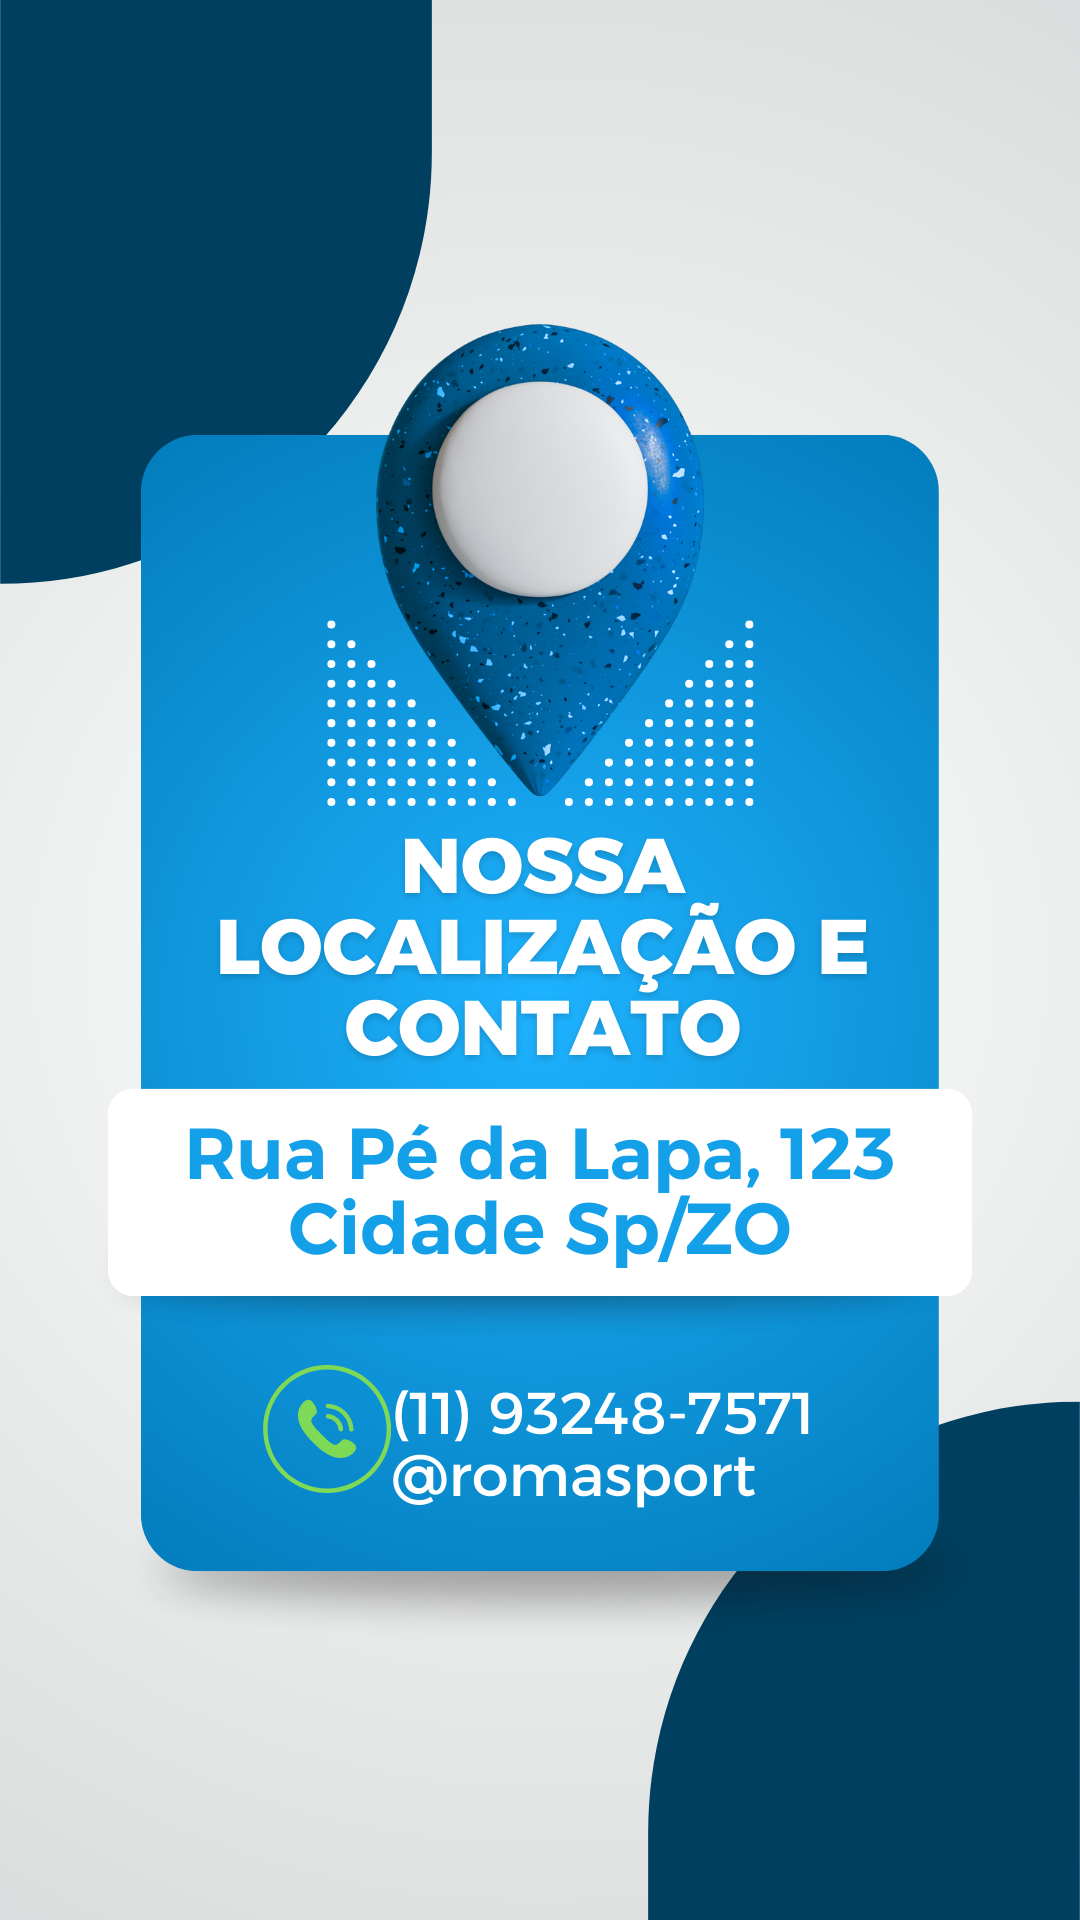 NOSSA
LOCALIZAÇÃO E
CONTATO
Rua Pé da Lapa, 123
Cidade Sp/ZO
(11) 93248-7571
@romasport